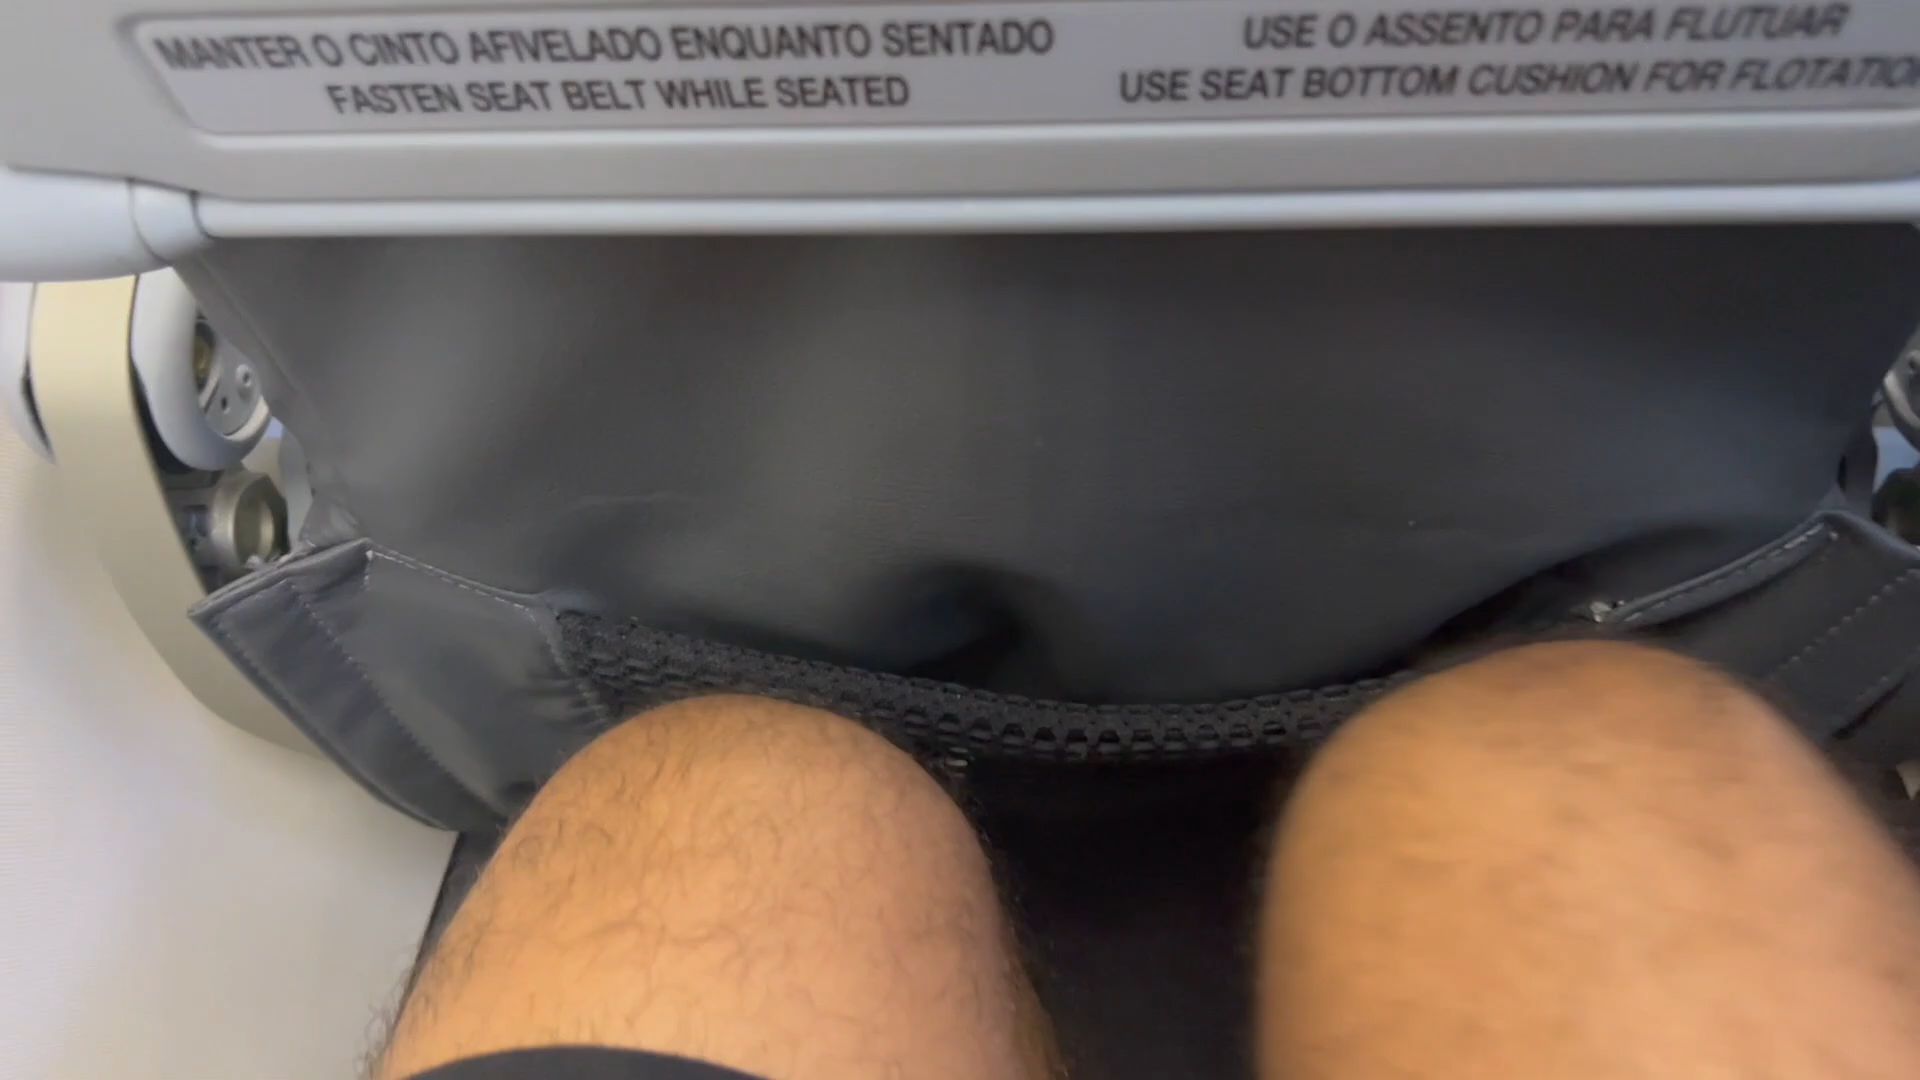 MANTER O CINTO AFIVELADO ENQUANTO SENTADO
FASTEN SEAT BELT WHILE SEATED
USE O ASSENTO PARA FLUTUAR
USE SEAT BOTTOM CUSHION FOR FLOTATION